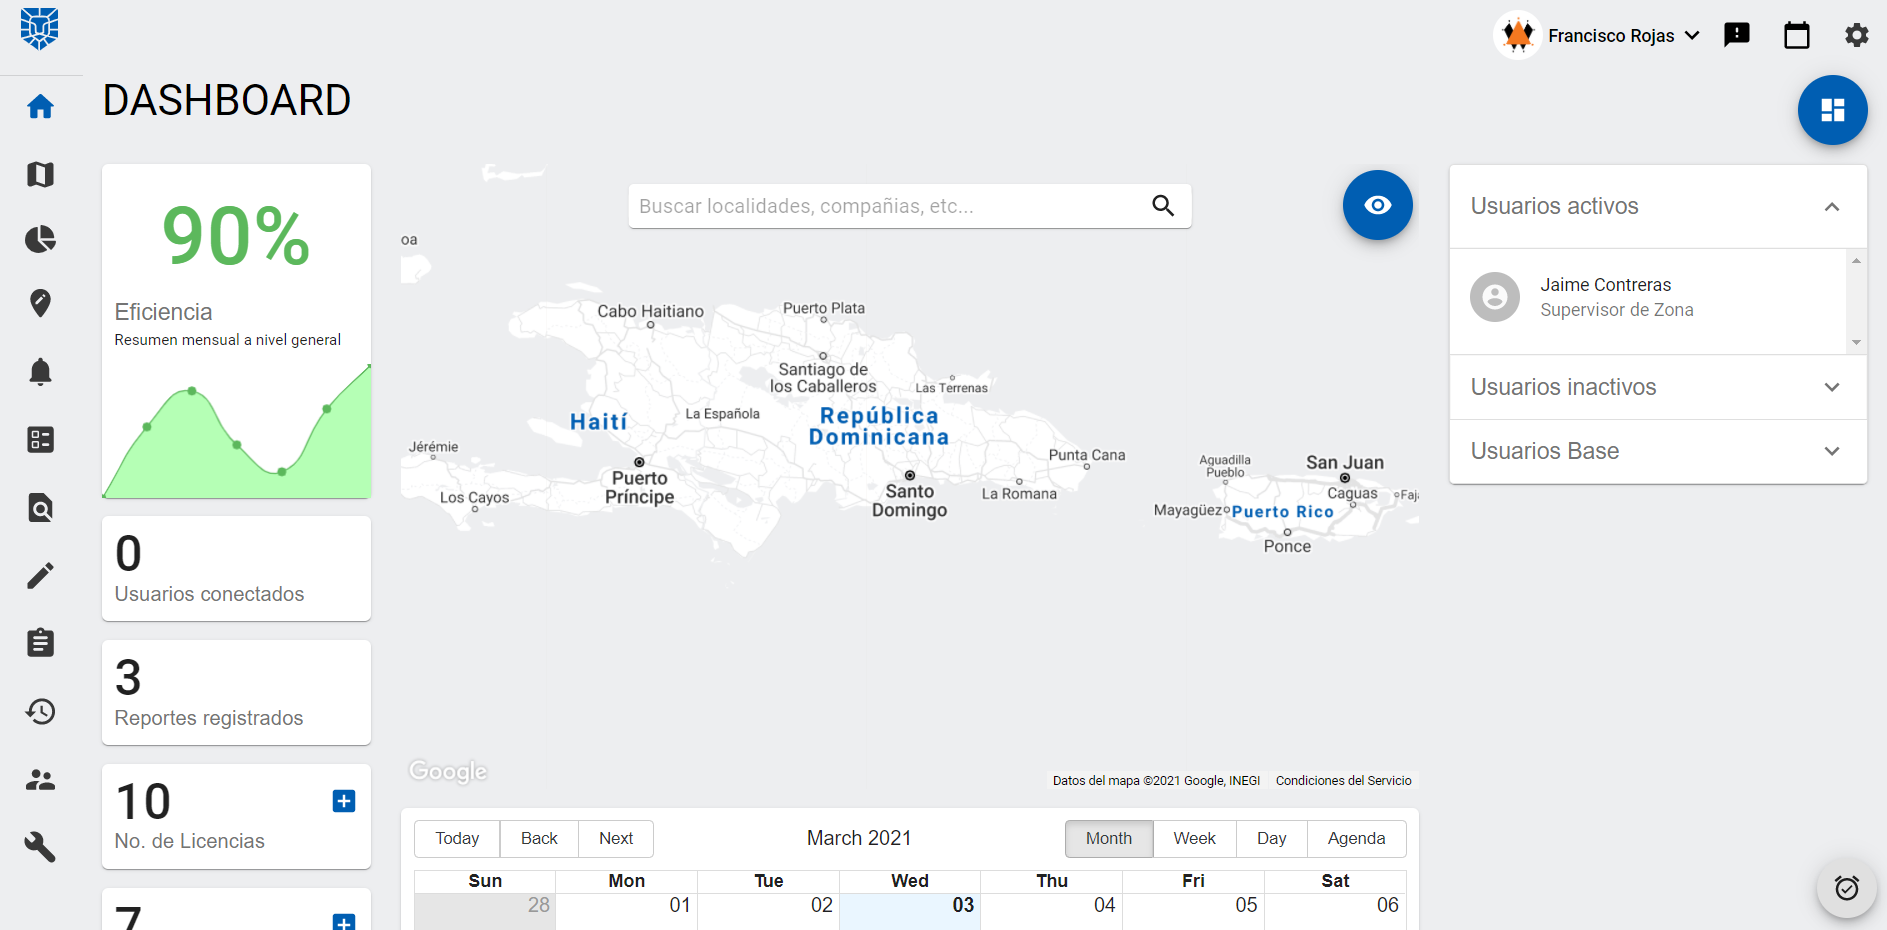 Francisco Rojas
DASHBOARD
90%
Eficiencia
Resumen mensual a nivel general
0
Usuarios conectados
3
Reportes registrados
10
No. de Licencias
7
Buscar localidades, compañias, etc...
oa
Cabo Haitiano
Puerto Plata
Santiago de
los Caballeros
Las Terrenas
La Española
República
Dominicana
Haití
Jérémie
Punta Cana
Puerto
Príncipe
Los Cayos
Santo
Domingo
La Romana
Aguadilla
Pueblo
San Juan
Caguas
Faj
Mayagüez
Puerto Rico
Ponce
Google
Datos del mapa ©2021 Google, INEGI
Condiciones del Servicio
Today
Back
Next
March 2021
Month
Week
Day
Agenda
Sun
Mon
Tue
Wed
Thu
Fri
Sat
28
01
02
03
04
05
06
Usuarios activos
Jaime Contreras
Supervisor de Zona
Usuarios inactivos
Usuarios Base